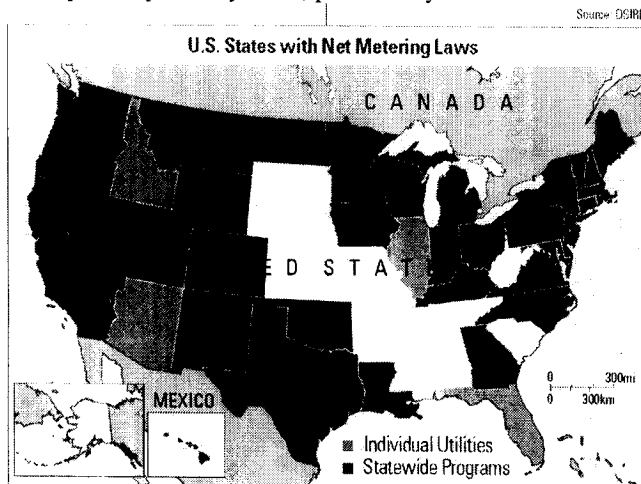 Source: DSIRE
U.S. States with Net Metering Laws
CANADA
ED STAT
MEXICO
0 300mi
0 300km
Individual Utilities
Statewide Programs